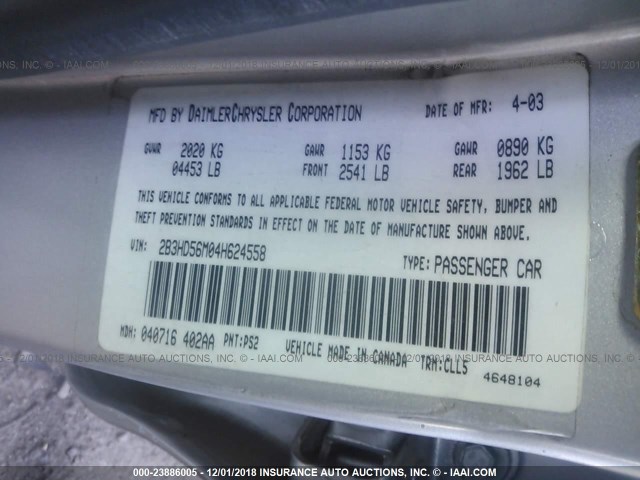 MFD BY DAIMLERCHRYSLER CORPORATION DATE OF MFR: 4-03
GVWR 2020 KG GAWR 1153 KG GAWR 0890 KG
04453 LB FRONT 2541 LB REAR 1962 LB
THIS VEHICLE CONFORMS TO ALL APPLICABLE FEDERAL MOTOR VEHICLE SAFETY, BUMPER AND
THEFT PREVENTION STANDARDS IN EFFECT ON THE DATE OF MANUFACTURE SHOWN ABOVE.
VIN: 2B3HD56M04H624558 TYPE: PASSENGER CAR
MDH: 040716 402AA PNT: PS2 VEHICLE MADE IN CANADA TRM: CLL5
4648104
000-23886005 - 12/01/2018 INSURANCE AUTO AUCTIONS - © IAAI.COM